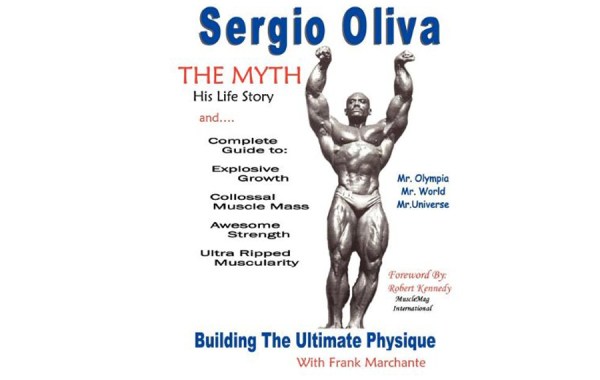 Sergio Oliva
THE MYTH
His Life Story
and....
Complete
Guide to:
Explosive
Growth
Collossal
Muscle Mass
Awesome
Strength
Ultra Ripped
Muscularity
Mr. Olympia
Mr. World
Mr.Universe
Foreword By:
Robert Kennedy
MuscleMag
International
Building The Ultimate Physique
With Frank Marchante